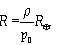 R = ρ/p₀ R